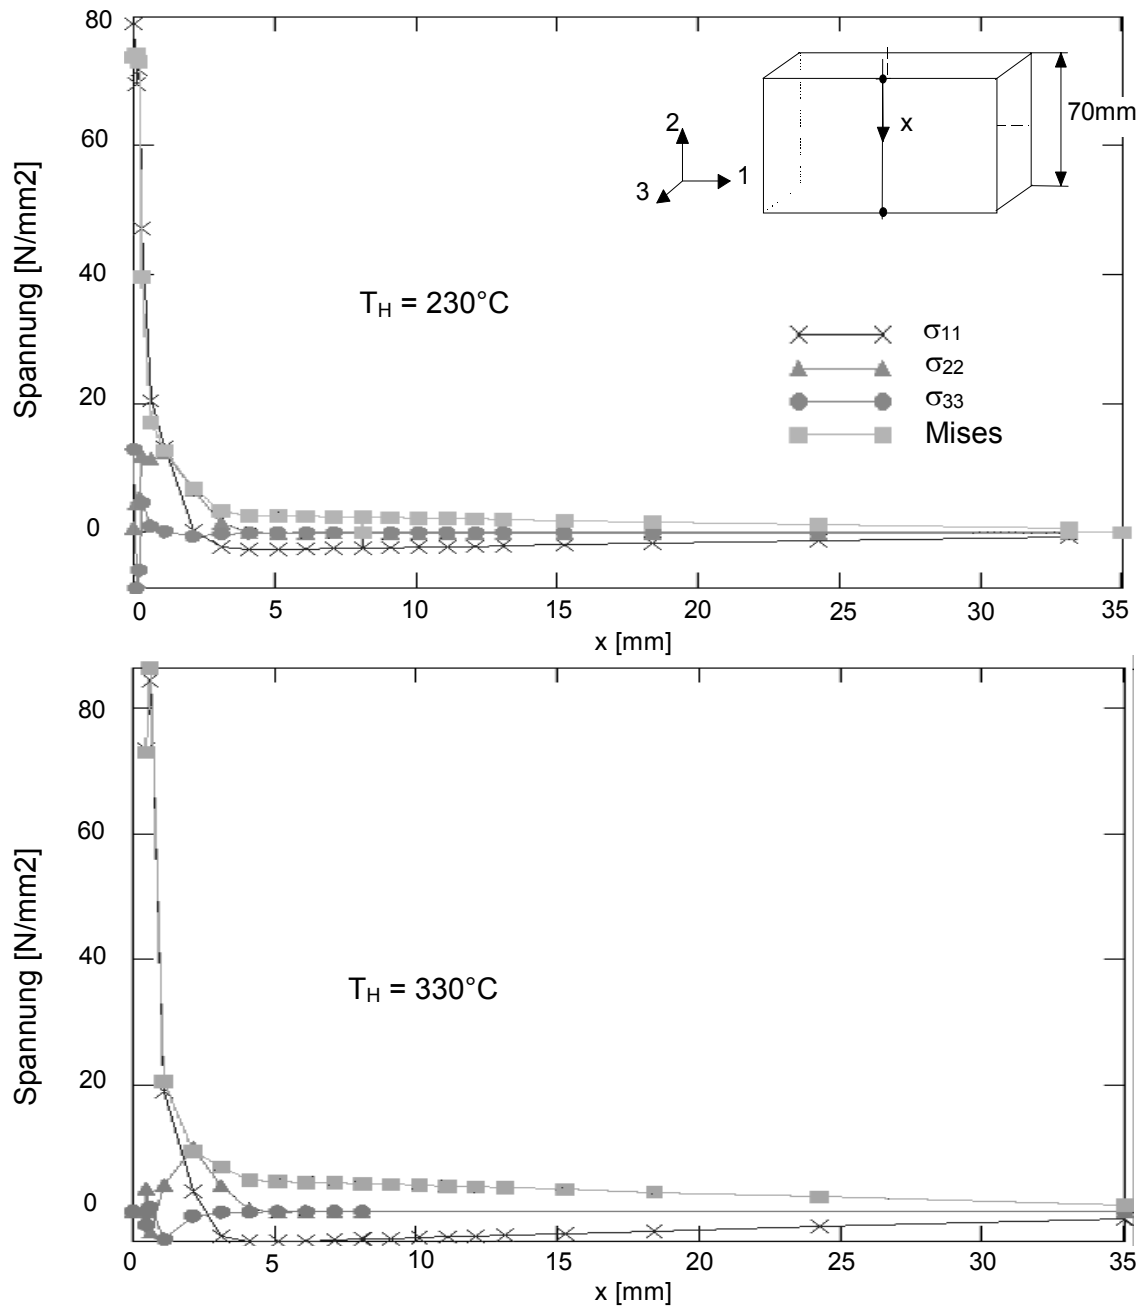 80
60
40
20
0
Spannung [N/mm2]
2
1
3
x
70mm
T_H = 230°C
σ11
σ22
σ33
Mises
0 5 10 15 20 25 30 35
x [mm]
80
60
40
20
0
Spannung [N/mm2]
T_H = 330°C
0 5 10 15 20 25 30 35
x [mm]